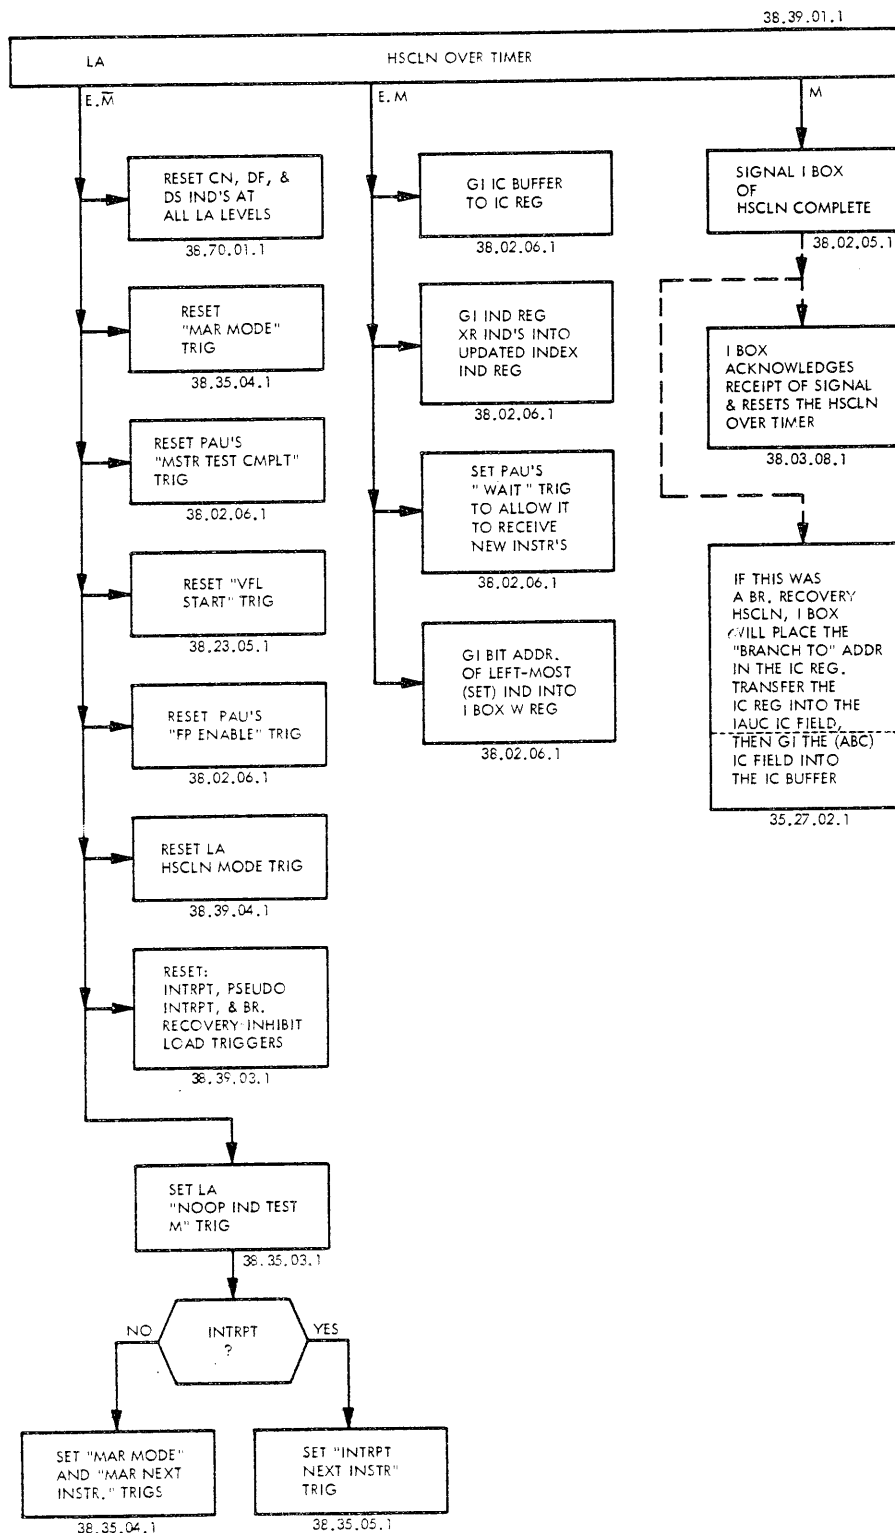 38.39.01.1
LA
HSCLN OVER TIMER
E.M̅
E.M
M
RESET CN, DF, &
DS IND'S AT
ALL LA LEVELS
38.70.01.1
RESET
"MAR MODE"
TRIG
38.35.04.1
RESET PAU'S
"MSTR TEST CMPLT"
TRIG
38.02.06.1
RESET "VFL
START" TRIG
38.23.05.1
RESET PAU'S
"FP ENABLE" TRIG
38.02.06.1
RESET LA
HSCLN MODE TRIG
38.39.04.1
RESET:
INTRPT, PSEUDO
INTRPT, & BR.
RECOVERY INHIBIT
LOAD TRIGGERS
38.39.03.1
SET LA
"NOOP IND TEST
M" TRIG
38.35.03.1
INTRPT
?
NO
YES
SET "MAR MODE"
AND "MAR NEXT
INSTR." TRIGS
38.35.04.1
SET "INTRPT
NEXT INSTR"
TRIG
38.35.05.1
GI IC BUFFER
TO IC REG
38.02.06.1
GI IND REG
XR IND'S INTO
UPDATED INDEX
IND REG
38.02.06.1
SET PAU'S
"WAIT" TRIG
TO ALLOW IT
TO RECEIVE
NEW INSTR'S
38.02.06.1
GI BIT ADDR.
OF LEFT-MOST
(SET) IND INTO
I BOX W REG
38.02.06.1
SIGNAL I BOX
OF
HSCLN COMPLETE
38.02.05.1
I BOX
ACKNOWLEDGES
RECEIPT OF SIGNAL
& RESETS THE HSCLN
OVER TIMER
38.03.08.1
IF THIS WAS
A BR. RECOVERY
HSCLN, I BOX
WILL PLACE THE
"BRANCH TO" ADDR
IN THE IC REG.
TRANSFER THE
IC REG INTO THE
IAUC IC FIELD,
THEN GI THE (ABC)
IC FIELD INTO
THE IC BUFFER
35.27.02.1